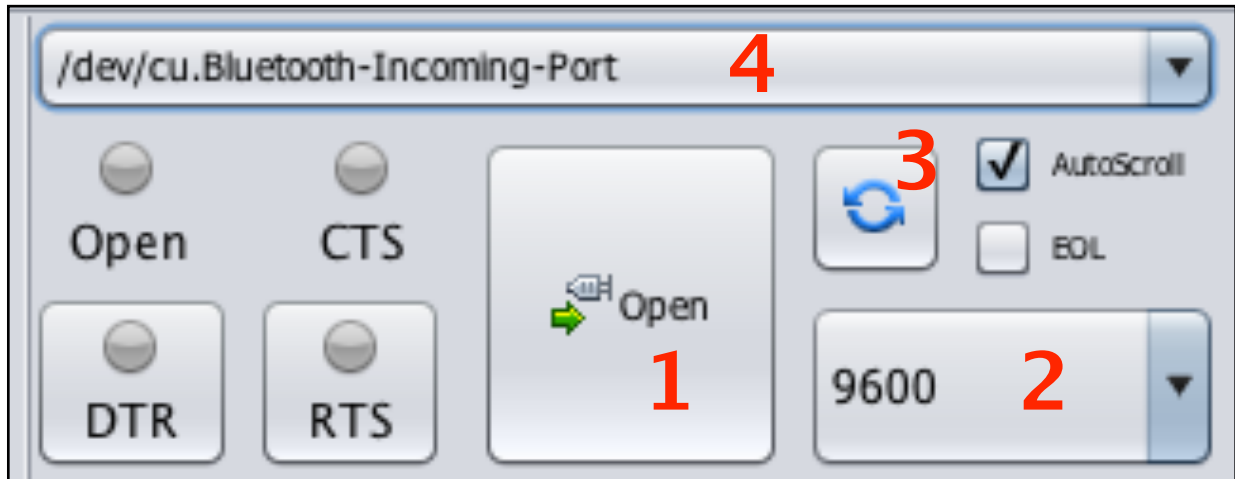 /dev/cu.Bluetooth-Incoming-Port 4
3
AutoScroll
Open CTS
EOL
Open
1
9600 2
DTR RTS